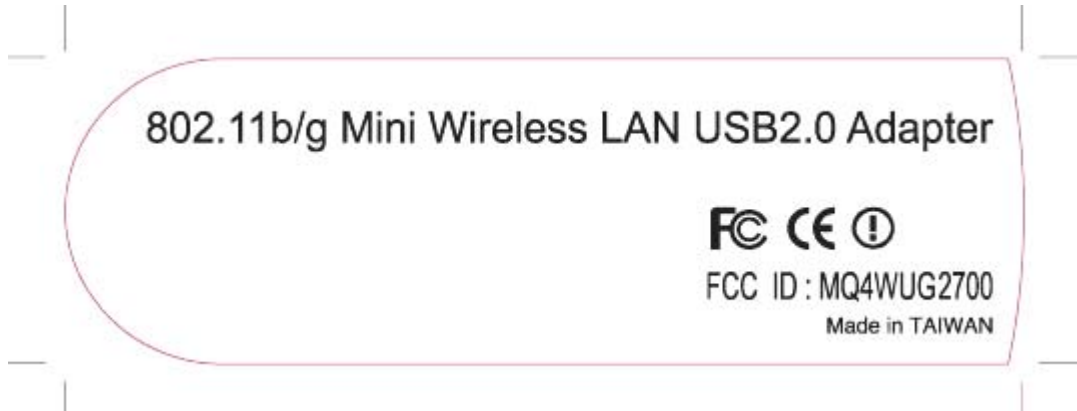 802.11b/g Mini Wireless LAN USB2.0 Adapter
FC CE
FCC ID : MQ4WUG2700
Made in TAIWAN